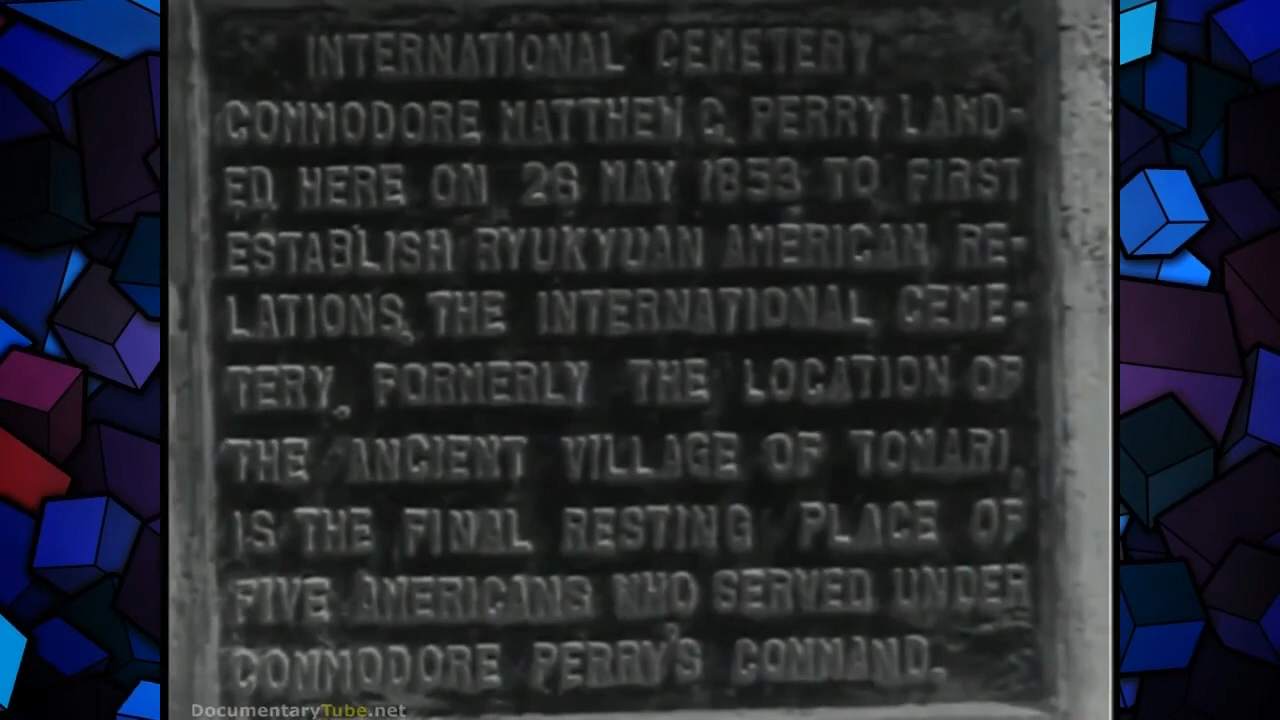 INTERNATIONAL CEMETERY
COMMODORE MATTHEW C. PERRY LAND-
ED HERE ON 26 MAY 1853 TO FIRST
ESTABLISH RYUKYUAN AMERICAN RE-
LATIONS. THE INTERNATIONAL CEME-
TERY, FORMERLY THE LOCATION OF
THE ANCIENT VILLAGE OF TOMARI,
IS THE FINAL RESTING PLACE OF
FIVE AMERICANS WHO SERVED UNDER
COMMODORE PERRY'S COMMAND.
DocumentaryTube.net